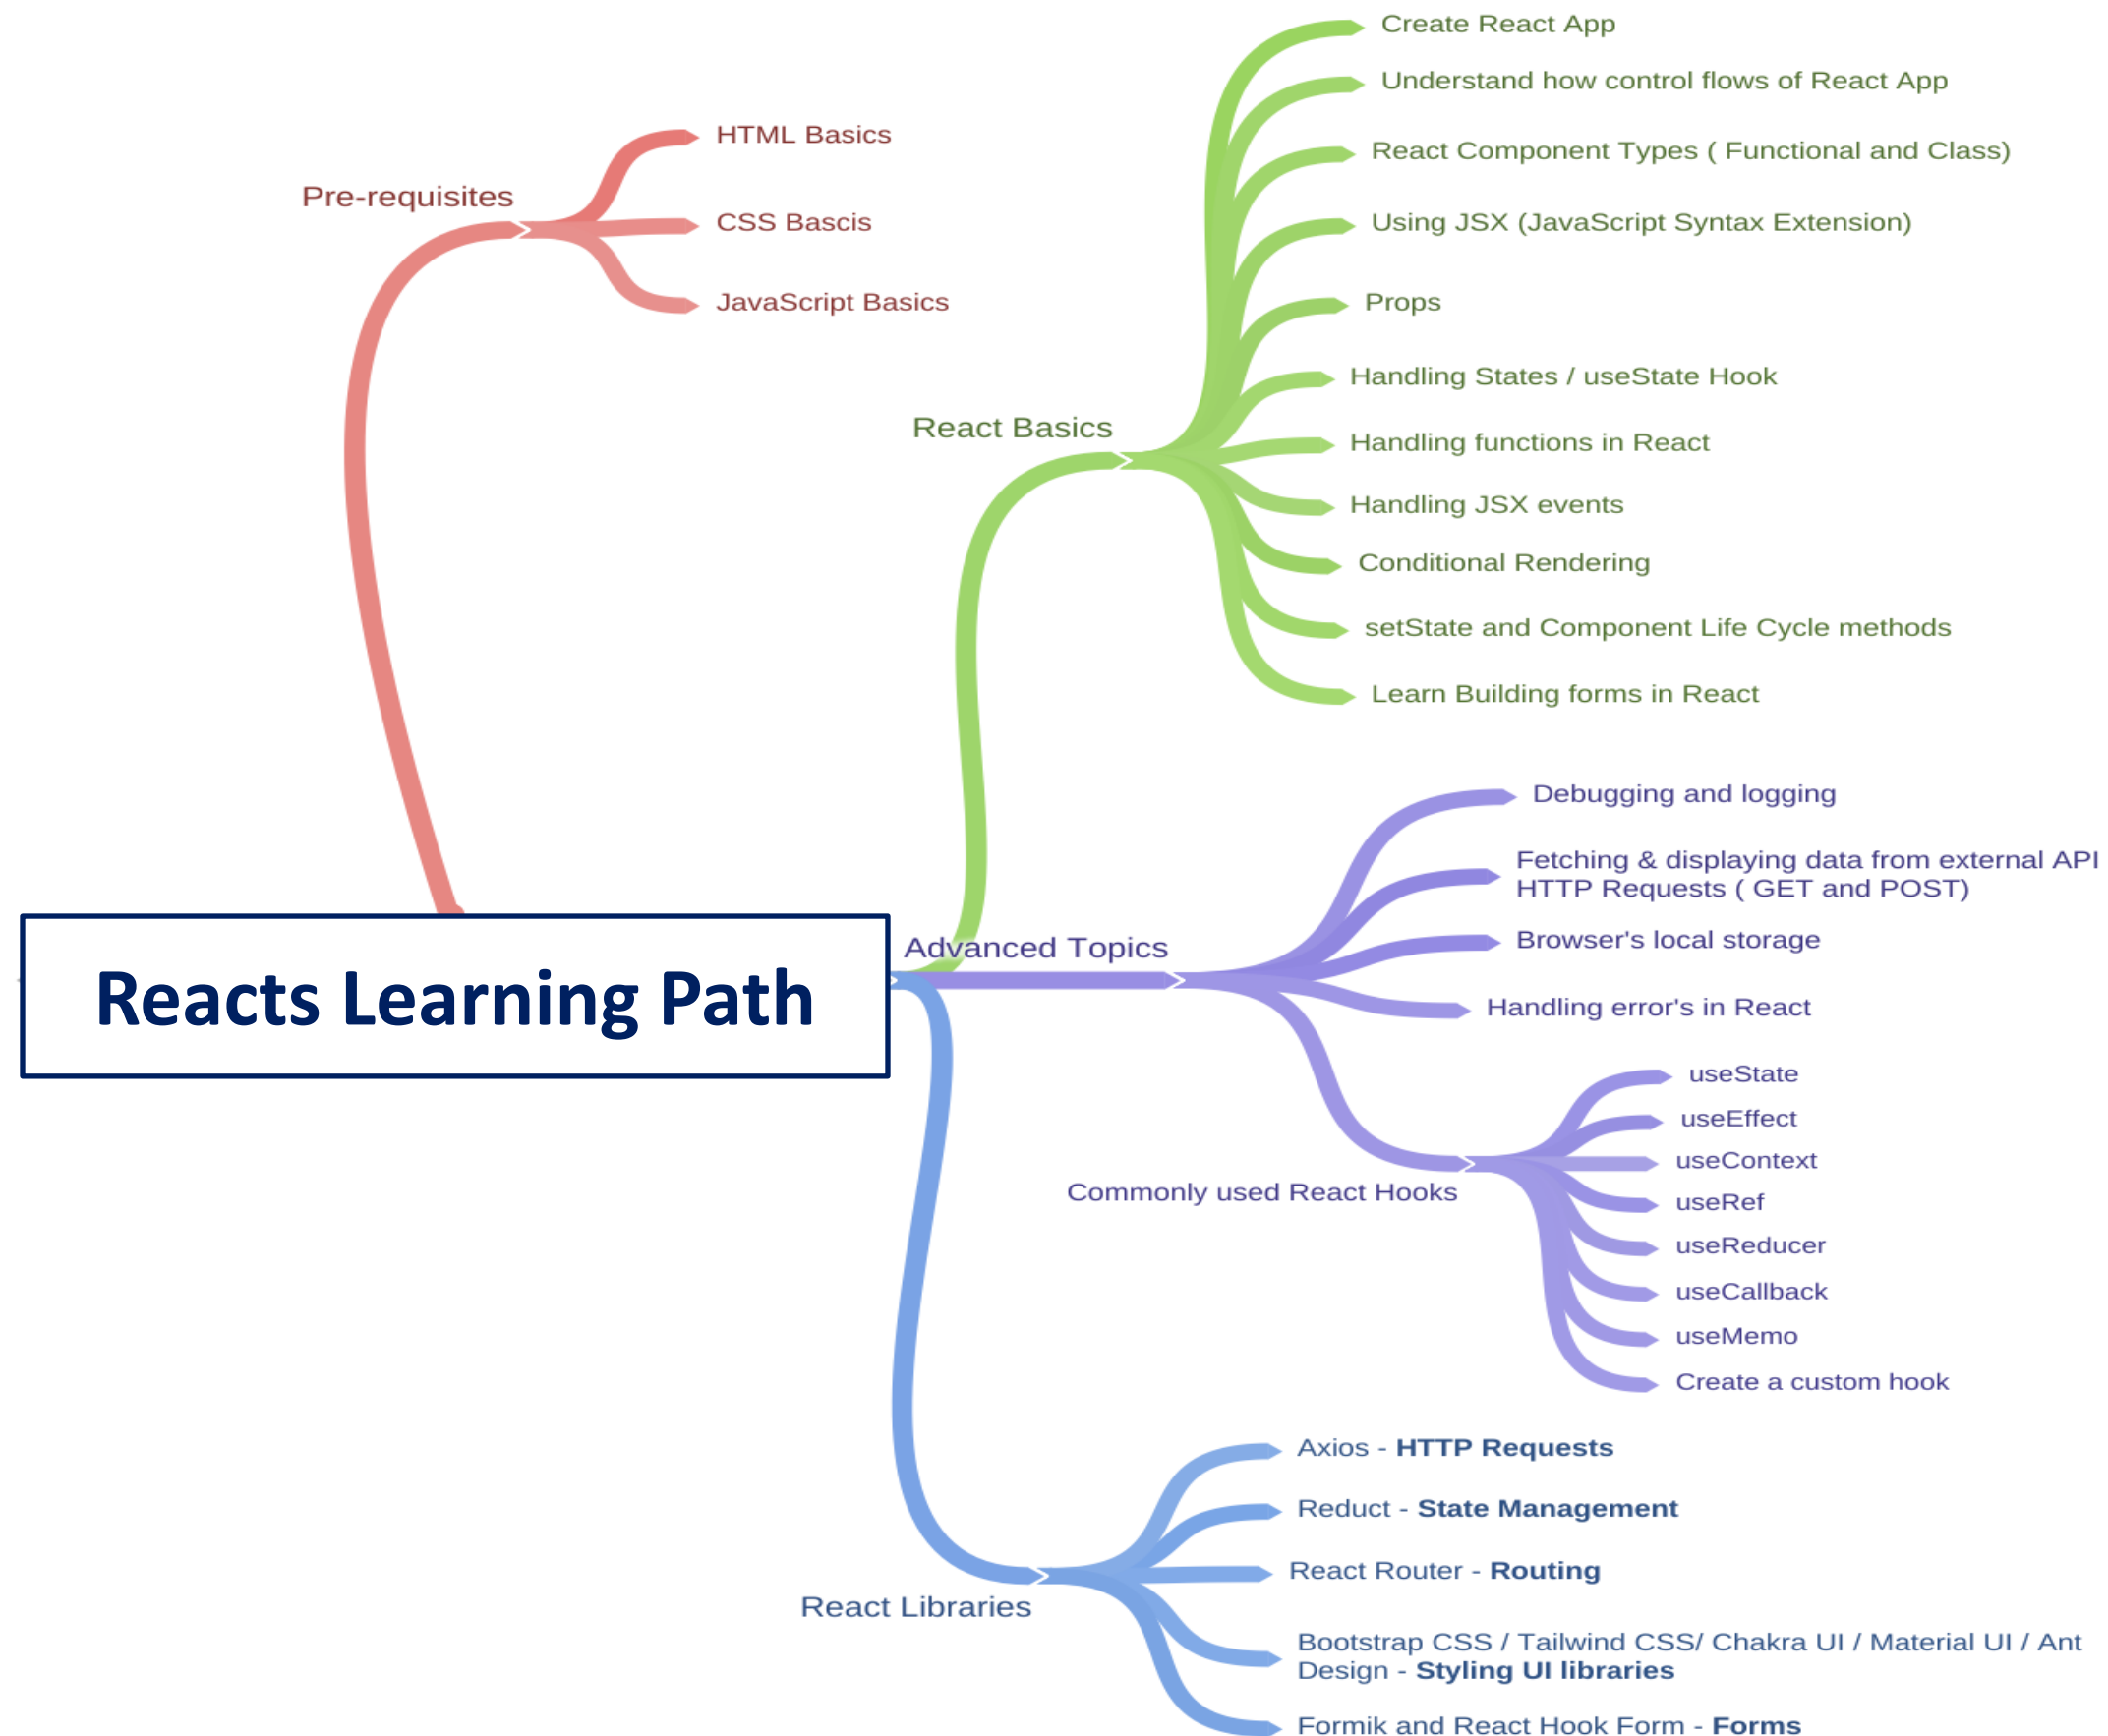 Create React App
Understand how control flows of React App
React Component Types ( Functional and Class)
Using JSX (JavaScript Syntax Extension)
Props
Handling States / useState Hook
Handling functions in React
Handling JSX events
Conditional Rendering
setState and Component Life Cycle methods
Learn Building forms in React
React Basics
Pre-requisites
HTML Basics
CSS Bascis
JavaScript Basics
Reacts Learning Path
Advanced Topics
Debugging and logging
Fetching & displaying data from external API
HTTP Requests ( GET and POST)
Browser's local storage
Handling error's in React
Commonly used React Hooks
useState
useEffect
useContext
useRef
useReducer
useCallback
useMemo
Create a custom hook
React Libraries
Axios - HTTP Requests
Reduct - State Management
React Router - Routing
Bootstrap CSS / Tailwind CSS/ Chakra UI / Material UI / Ant
Design - Styling UI libraries
Formik and React Hook Form - Forms